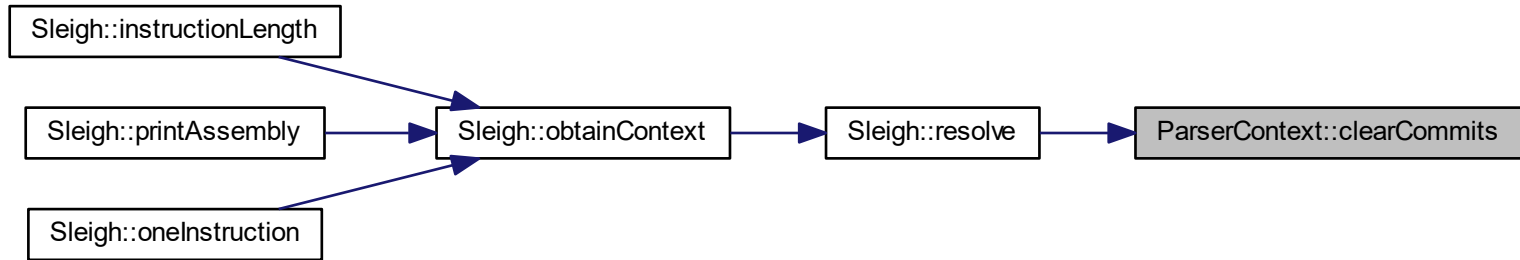 Sleigh::instructionLength
Sleigh::printAssembly
Sleigh::obtainContext
Sleigh::resolve
ParserContext::clearCommits
Sleigh::oneInstruction